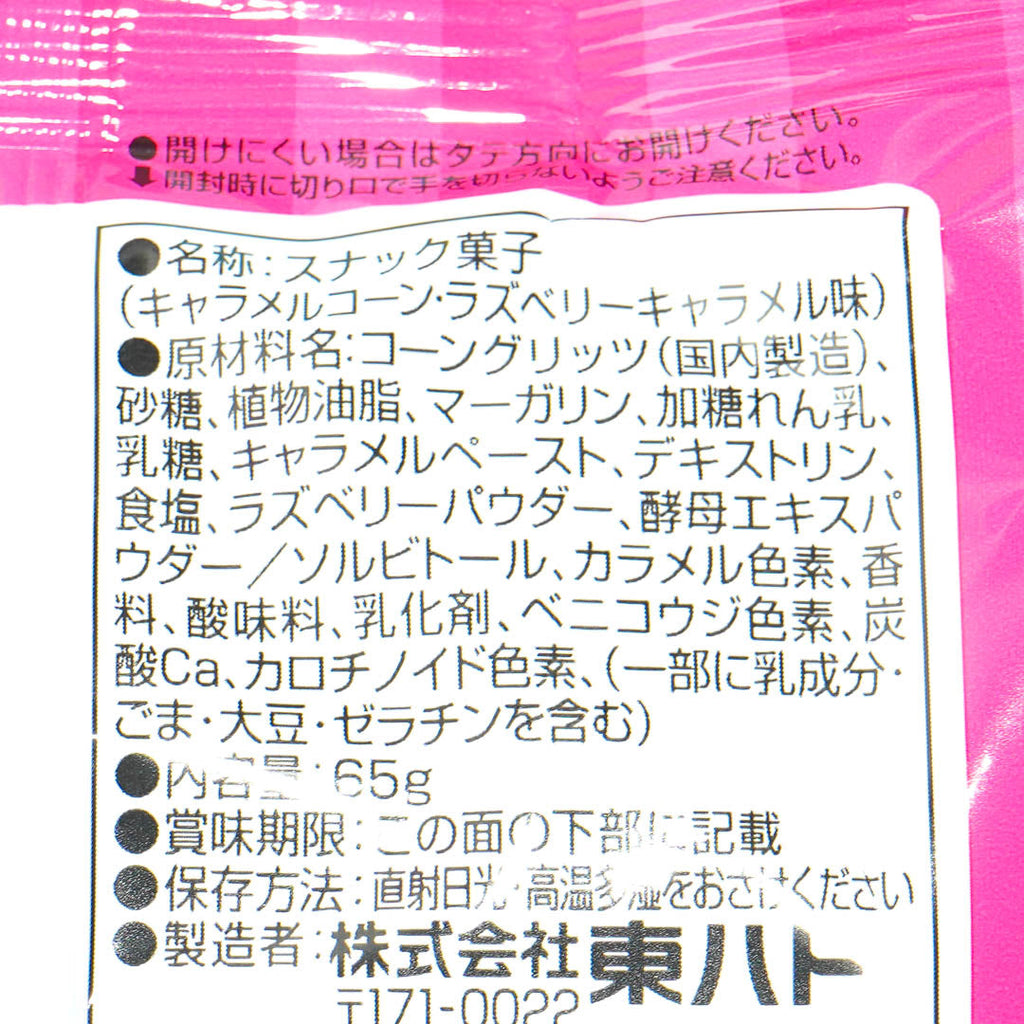 ●開けにくい場合はタテ方向にお開けください。
⬇開封時に切り口で手を切らないようご注意ください。
●名称：スナック菓子
（キャラメルコーン・ラズベリーキャラメル味）
●原材料名：コーングリッツ（国内製造）、
砂糖、植物油脂、マーガリン、加糖れん乳、
乳糖、キャラメルペースト、デキストリン、
食塩、ラズベリーパウダー、酵母エキスパ
ウダー／ソルビトール、カラメル色素、香
料、酸味料、乳化剤、ベニコウジ色素、炭
酸Ca、カロチノイド色素、（一部に乳成分・
ごま・大豆・ゼラチンを含む）
●内容量：65g
●賞味期限：この面の下部に記載
●保存方法：直射日光・高温多湿をおさけください
●製造者：株式会社東ハト
〒171-0022